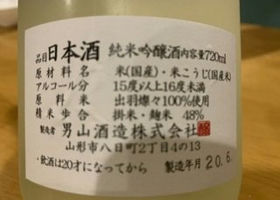 品目 日本酒 純米吟醸酒 内容量720ml
原材料名 米(国産)・米こうじ(国産米)
アルコール分 15度以上16度未満
原料米 出羽燦々100%使用
精米歩合 掛米・麹米 48%
製造者 男山酒造株式会社
山形市八日町2丁目4の13
・飲酒は20才になってから 製造年月 20.6.